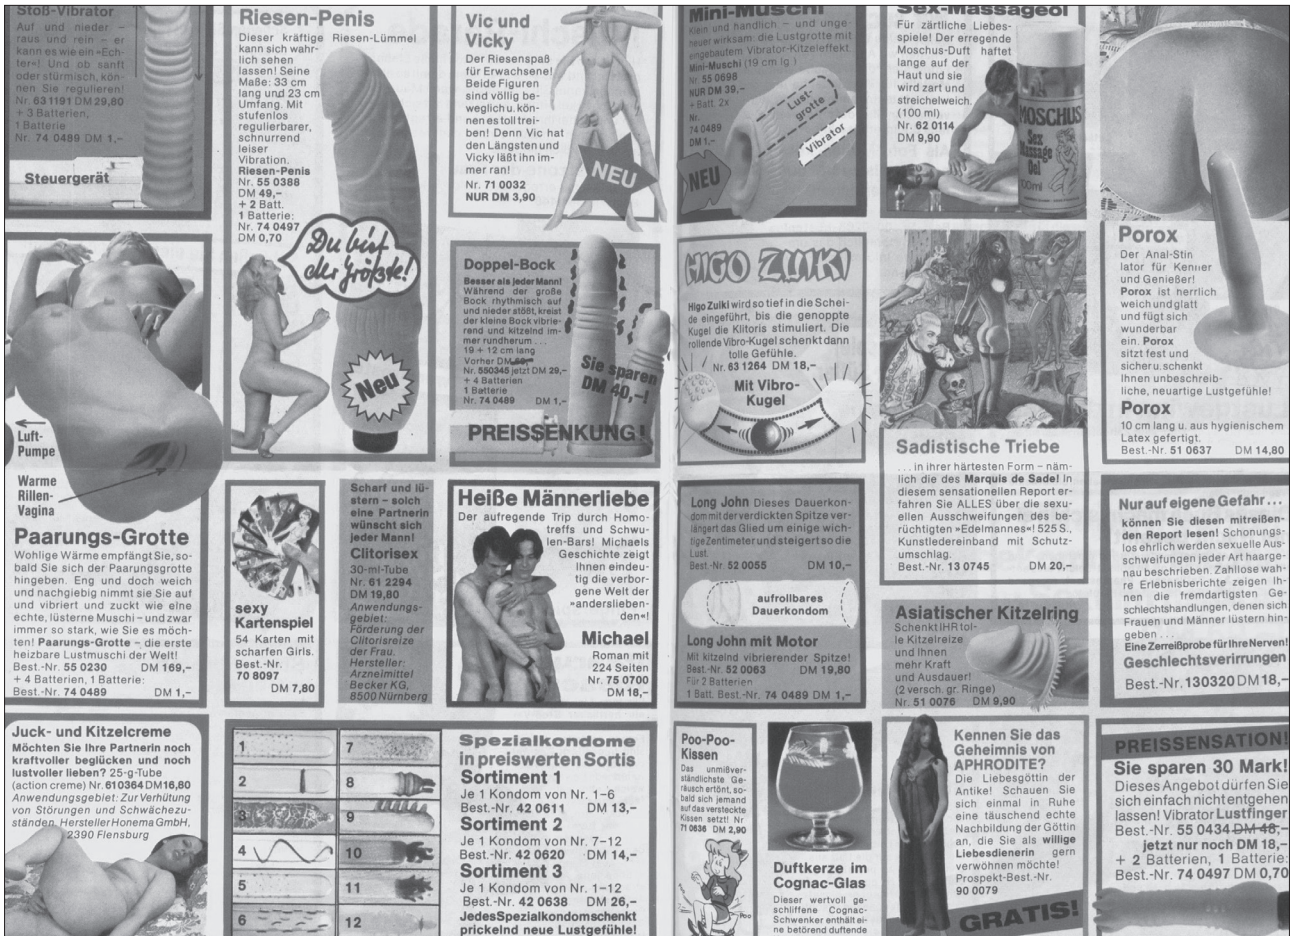 Stoß-Vibrator
Auf und nieder –
raus und rein – er
kann es wie ein »Ech-
ter«! Und ob sanft
oder stürmisch, kön-
nen Sie regulieren!
Nr. 63 1191 DM 29,80
+ 3 Batterien,
1 Batterie
Nr. 74 0489 DM 1,–
Steuergerät
Riesen-Penis
Dieser kräftige Riesen-Lümmel
kann sich wahr-
lich sehen
lassen! Seine
Maße: 33 cm
lang und 23 cm
Umfang. Mit
stufenlos
regulierbarer,
schnurrend
leiser
Vibration.
Riesen-Penis
Nr. 55 0388
DM 49,–
+ 2 Batt.
1 Batterie:
Nr. 74 0497
DM 0,70
Du bist
der größte!
Neu
Vic und
Vicky
Der Riesenspaß
für Erwachsene!
Beide Figuren
sind völlig be-
weglich u. kön-
nen es toll trei-
ben! Denn Vic hat
den Längsten und
Vicky läßt ihn im-
mer ran!
Nr. 71 0032
NUR DM 3,90
NEU
Mini-Muschi
Klein und handlich – und unge-
heuer wirksam: die Lustgrotte mit
eingebautem Vibrator-Kitzeleffekt.
Mini-Muschi (19 cm lg.)
Nr. 55 0698
NUR DM 39,–
+ Batt. 2x
Nr.
74 0489
DM 1,–
NEU
Lust-
grotte
Vibrator
Sex-Massageöl
Für zärtliche Liebes-
spiele! Der erregende
Moschus-Duft haftet
lange auf der
Haut und sie
wird zart und
streichelweich.
(100 ml)
Nr. 62 0114
DM 9,90
MOSCHUS
Sex
Massage
Oel
100ml
Porox
Der Anal-Stin
lator für Kenner
und Genießer!
Porox ist herrlich
weich und glatt
und fügt sich
wunderbar
ein. Porox
sitzt fest und
sicher u. schenkt
Ihnen unbeschreib-
liche, neuartige Lustgefühle!
Porox
10 cm lang u. aus hygienischem
Latex gefertigt.
Best.-Nr. 51 0637 DM 14,80
Luft-
Pumpe
Warme
Rillen-
Vagina
Paarungs-Grotte
Wohlige Wärme empfängt Sie, so-
bald Sie sich der Paarungsgrotte
hingeben. Eng und doch weich
und nachgiebig nimmt sie Sie auf
und vibriert und zuckt wie eine
echte, lüsterne Muschi – und zwar
immer so stark, wie Sie es möch-
ten! Paarungs-Grotte – die erste
heizbare Lustmuschi der Welt!
Best.-Nr. 55 0230 DM 169,–
+ 4 Batterien, 1 Batterie:
Best.-Nr. 74 0489 DM 1,–
Doppel-Bock
Besser als jeder Mann!
Während der große
Bock rhythmisch auf
und nieder stößt, kreist
der kleine Bock vibrie-
rend und kitzelnd im-
mer rundherum . . .
19 + 12 cm lang
Vorher DM 69,–
Nr. 550345 jetzt DM 29,–
+ 4 Batterien
1 Batterie
Nr. 74 0489 DM 1,–
Sie sparen
DM 40,–!
PREISSENKUNG!
HIGO ZUIKI
Higo Zuiki wird so tief in die Schei-
de eingeführt, bis die genoppte
Kugel die Klitoris stimuliert. Die
rollende Vibro-Kugel schenkt dann
tolle Gefühle.
Nr. 63 1264 DM 18,–
Mit Vibro-
Kugel
Sadistische Triebe
. . . in ihrer härtesten Form – näm-
lich die des Marquis de Sade! In
diesem sensationellen Report er-
fahren Sie ALLES über die sexu-
ellen Ausschweifungen des be-
rüchtigten »Edelmannes«! 525 S.,
Kunstledereinband mit Schutz-
umschlag.
Best.-Nr. 13 0745 DM 20,–
sexy
Kartenspiel
54 Karten mit
scharfen Girls.
Best.-Nr.
70 8097
DM 7,80
Scharf und lü-
stern – solch
eine Partnerin
wünscht sich
jeder Mann!
Clitorisex
30-ml-Tube
Nr. 61 2294
DM 19,80
Anwendungs-
gebiet:
Förderung der
Clitorisreize
der Frau.
Hersteller:
Arzneimittel
Becker KG,
8500 Nürnberg
Heiße Männerliebe
Der aufregende Trip durch Homo-
treffs und Schwu-
len-Bars! Michaels
Geschichte zeigt
Ihnen eindeu-
tig die verbor-
gene Welt der
»anderslieben-
den«!
Michael
Roman mit
224 Seiten
Nr. 75 0700
DM 18,–
Long John Dieses Dauerkon-
dom mit der verdickten Spitze ver-
längert das Glied um einige wich-
tige Zentimeter und steigert so die
Lust.
Best.-Nr. 52 0055 DM 10,–
aufrollbares
Dauerkondom
Long John mit Motor
Mit kitzelnd vibrierender Spitze!
Best.-Nr. 52 0063 DM 19,80
Für 2 Batterien
1 Batt. Best.-Nr. 74 0489 DM 1,–
Asiatischer Kitzelring
Schenkt IHR tol-
le Kitzelreize
und Ihnen
mehr Kraft
und Ausdauer!
(2 versch. gr. Ringe)
Nr. 51 0076 DM 9,90
Nur auf eigene Gefahr . . .
können Sie diesen mitreißen-
den Report lesen! Schonungs-
los ehrlich werden sexuelle Aus-
schweifungen jeder Art haarge-
nau beschrieben. Zahllose wah-
re Erlebnisberichte zeigen Ih-
nen die fremdartigsten Ge-
schlechtshandlungen, denen sich
Frauen und Männer lüstern hin-
geben . . .
Eine Zerreißprobe für Ihre Nerven!
Geschlechtsverirrungen
Best.-Nr. 130320 DM 18,–
Juck- und Kitzelcreme
Möchten Sie Ihre Partnerin noch
kraftvoller beglücken und noch
lustvoller lieben? 25-g-Tube
(action creme) Nr. 610364 DM 16,80
Anwendungsgebiet: Zur Verhütung
von Störungen und Schwächezu-
ständen. Hersteller Honema GmbH,
2390 Flensburg
1
2
3
4
5
6
7
8
9
10
11
12
Spezialkondome
in preiswerten Sortis
Sortiment 1
Je 1 Kondom von Nr. 1–6
Best.-Nr. 42 0611 DM 13,–
Sortiment 2
Je 1 Kondom von Nr. 7–12
Best.-Nr. 42 0620 DM 14,–
Sortiment 3
Je 1 Kondom von Nr. 1–12
Best.-Nr. 42 0638 DM 26,–
Jedes Spezialkondom schenkt
prickelnd neue Lustgefühle!
Poo-Poo-
Kissen
Das unmißver-
ständlichste Ge-
räusch ertönt, so-
bald sich jemand
auf das versteckte
Kissen setzt! Nr.
71 0636 DM 2,90
Poo
Duftkerze im
Cognac-Glas
Dieser wertvoll ge-
schliffene Cognac-
Schwenker enthält ei-
ne betörend duftende
Kennen Sie das
Geheimnis von
APHRODITE?
Die Liebesgöttin der
Antike! Schauen Sie
sich einmal in Ruhe
eine täuschend echte
Nachbildung der Göttin
an, die Sie als willige
Liebesdienerin gern
verwöhnen möchte!
Prospekt-Best.-Nr.
90 0079
GRATIS!
PREISSENSATION!
Sie sparen 30 Mark!
Dieses Angebot dürfen Sie
sich einfach nicht entgehen
lassen! Vibrator Lustfinger
Best.-Nr. 55 0434 DM 48,–
jetzt nur noch DM 18,–
+ 2 Batterien, 1 Batterie:
Best.-Nr. 74 0497 DM 0,70